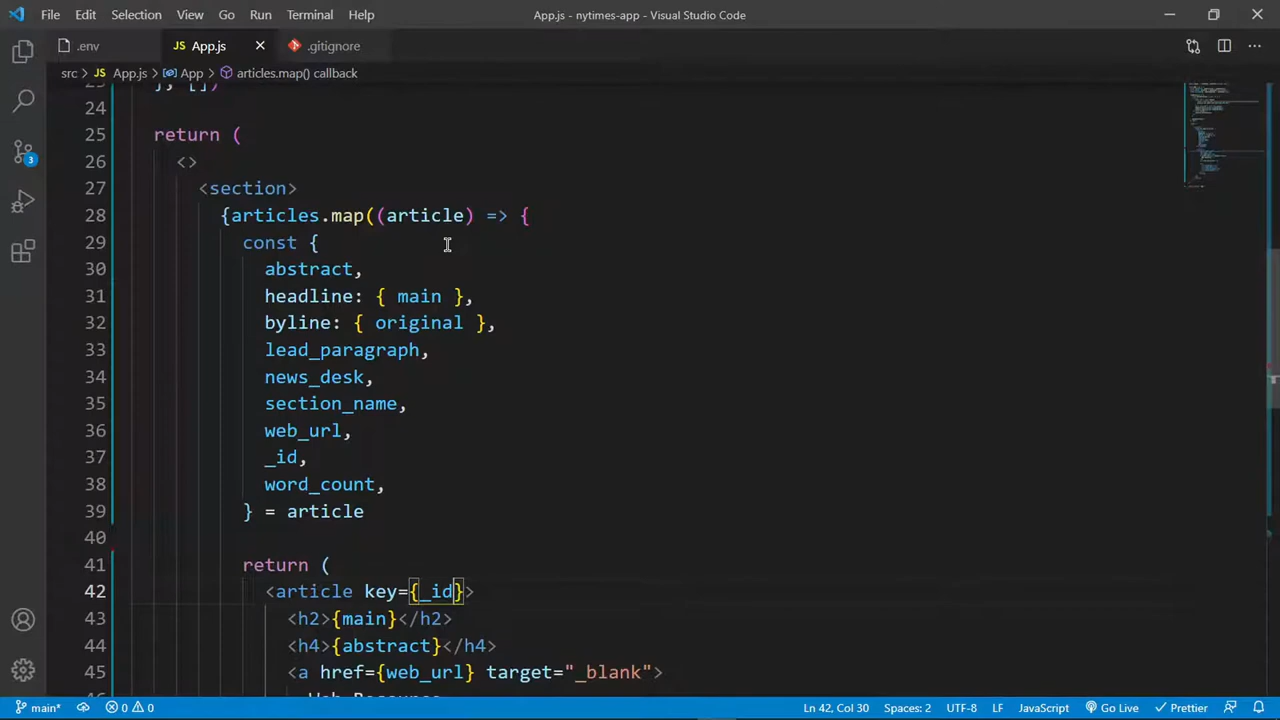 File Edit Selection View Go Run Terminal Help App.js - nytimes-app - Visual Studio Code
.env JS App.js .gitignore
src > JS App.js > App > articles.map() callback
23 }, [])
24
25 return (
26 <>
27 <section>
28 {articles.map((article) => {
29 const {
30 abstract,
31 headline: { main },
32 byline: { original },
33 lead_paragraph,
34 news_desk,
35 section_name,
36 web_url,
37 _id,
38 word_count,
39 } = article
40
41 return (
42 <article key={_id}>
43 <h2>{main}</h2>
44 <h4>{abstract}</h4>
45 <a href={web_url} target="_blank">
46 Web Resource
3
main* 0 0 Ln 42, Col 30 Spaces: 2 UTF-8 LF JavaScript Go Live Prettier